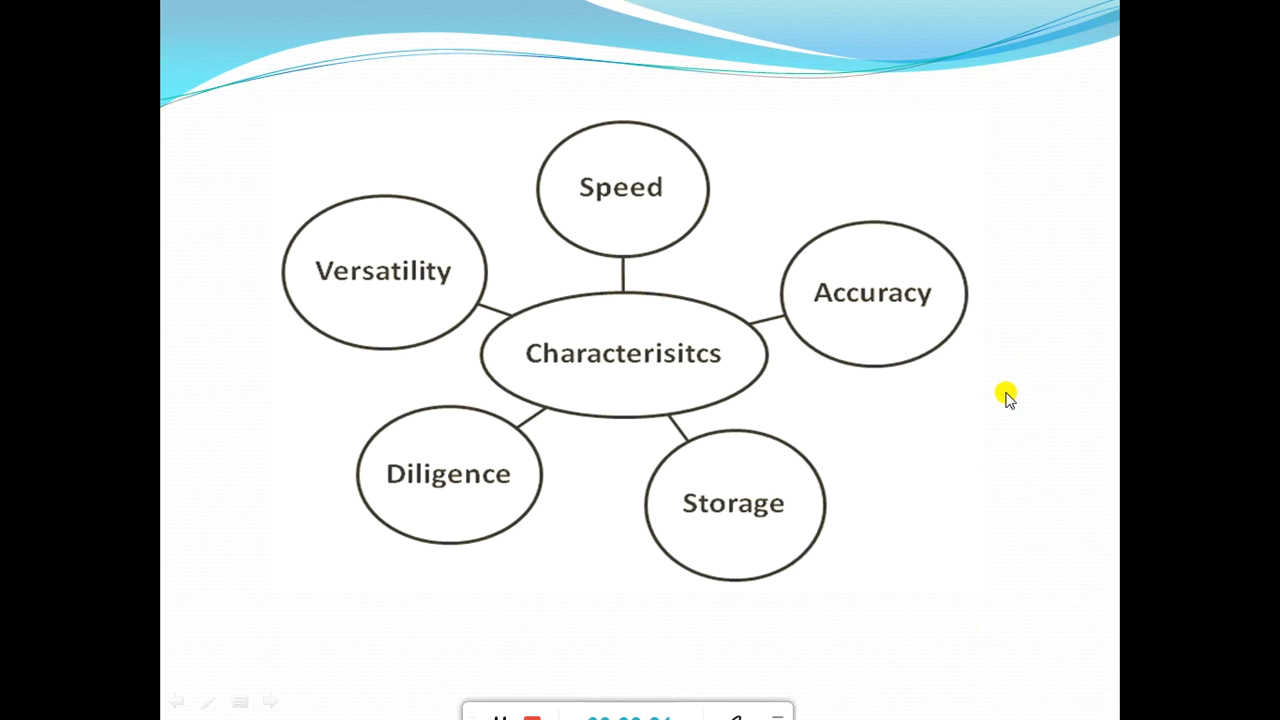 Speed
Versatility
Accuracy
Characterisitcs
Diligence
Storage